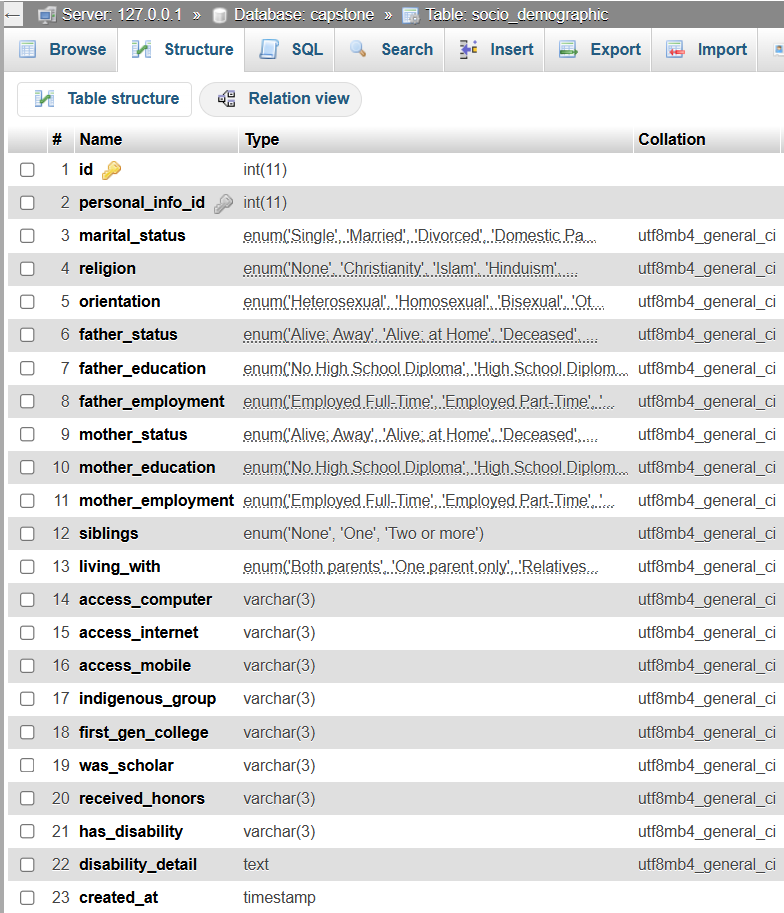 ← Server: 127.0.0.1 » Database: capstone » Table: socio_demographic
Browse Structure SQL Search Insert Export Import
Table structure Relation view
# Name Type Collation
1 id int(11)
2 personal_info_id int(11)
3 marital_status enum('Single', 'Married', 'Divorced', 'Domestic Pa... utf8mb4_general_ci
4 religion enum('None', 'Christianity', 'Islam', 'Hinduism', ... utf8mb4_general_ci
5 orientation enum('Heterosexual', 'Homosexual', 'Bisexual', 'Ot... utf8mb4_general_ci
6 father_status enum('Alive; Away', 'Alive; at Home', 'Deceased', ... utf8mb4_general_ci
7 father_education enum('No High School Diploma', 'High School Diplom... utf8mb4_general_ci
8 father_employment enum('Employed Full-Time', 'Employed Part-Time', '... utf8mb4_general_ci
9 mother_status enum('Alive; Away', 'Alive; at Home', 'Deceased', ... utf8mb4_general_ci
10 mother_education enum('No High School Diploma', 'High School Diplom... utf8mb4_general_ci
11 mother_employment enum('Employed Full-Time', 'Employed Part-Time', '... utf8mb4_general_ci
12 siblings enum('None', 'One', 'Two or more') utf8mb4_general_ci
13 living_with enum('Both parents', 'One parent only', 'Relatives... utf8mb4_general_ci
14 access_computer varchar(3) utf8mb4_general_ci
15 access_internet varchar(3) utf8mb4_general_ci
16 access_mobile varchar(3) utf8mb4_general_ci
17 indigenous_group varchar(3) utf8mb4_general_ci
18 first_gen_college varchar(3) utf8mb4_general_ci
19 was_scholar varchar(3) utf8mb4_general_ci
20 received_honors varchar(3) utf8mb4_general_ci
21 has_disability varchar(3) utf8mb4_general_ci
22 disability_detail text utf8mb4_general_ci
23 created_at timestamp